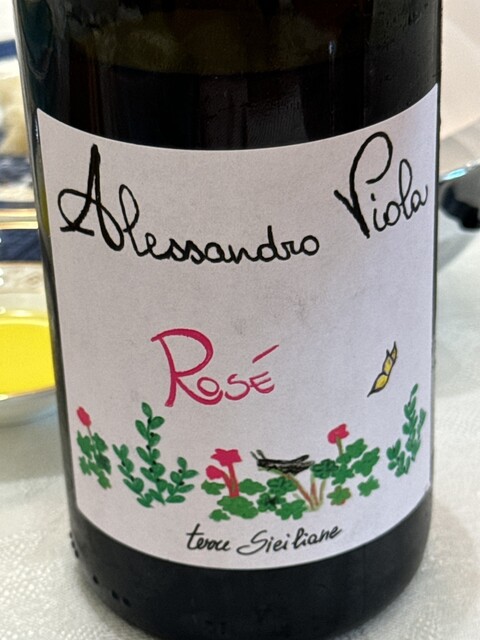 Alessandro Viola
Rosé
terre Siciliane